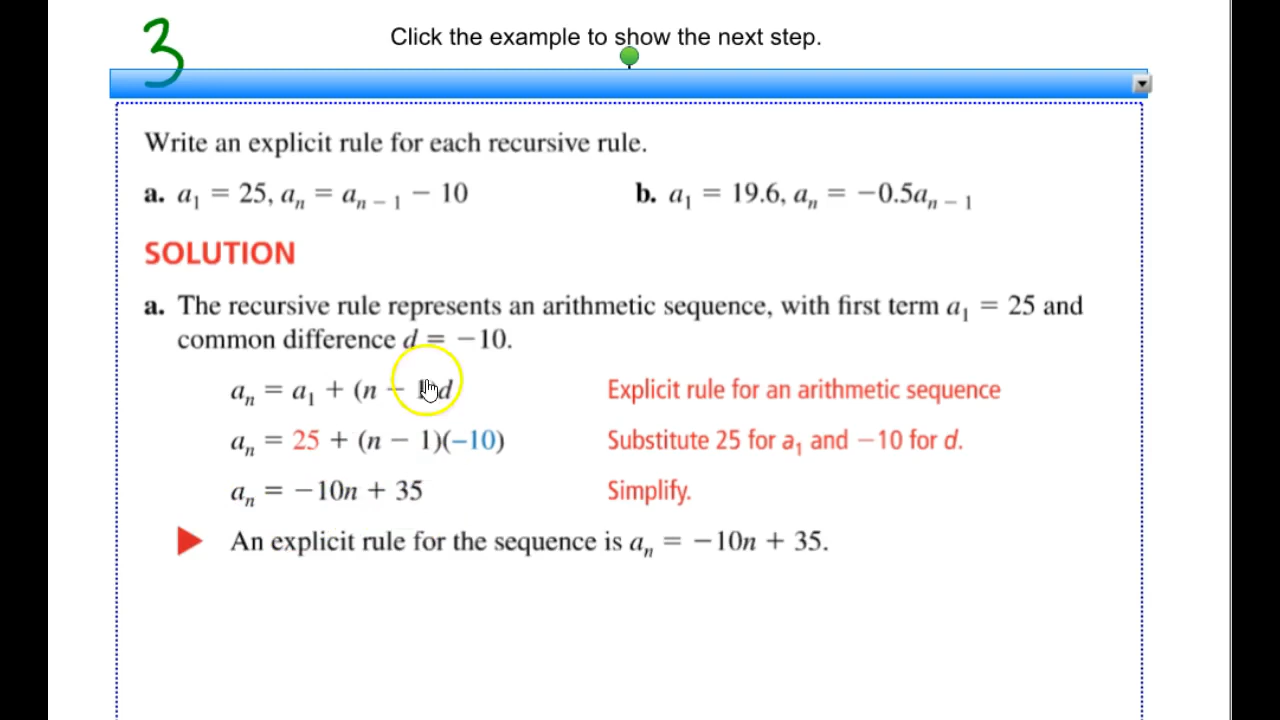 3
Click the example to show the next step.
Write an explicit rule for each recursive rule.
a. a₁ = 25, aₙ = aₙ ₋ ₁ − 10 b. a₁ = 19.6, aₙ = −0.5aₙ ₋ ₁
SOLUTION
a. The recursive rule represents an arithmetic sequence, with first term a₁ = 25 and
common difference d = −10.
aₙ = a₁ + (n − 1)d Explicit rule for an arithmetic sequence
aₙ = 25 + (n − 1)(−10) Substitute 25 for a₁ and −10 for d.
aₙ = −10n + 35 Simplify.
An explicit rule for the sequence is aₙ = −10n + 35.